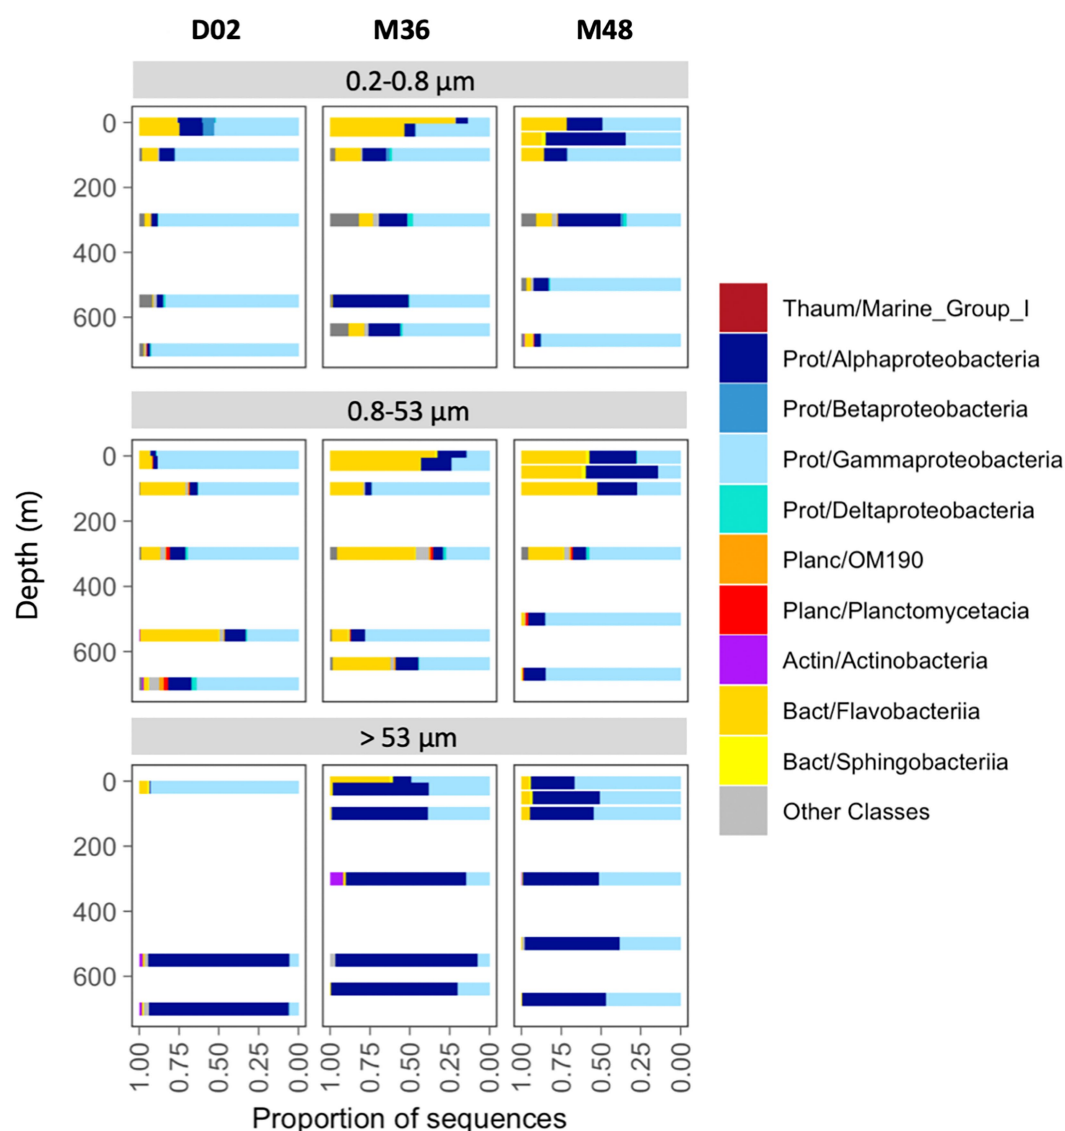 D02 M36 M48
0.2-0.8 μm
0
200
400
600
0.8-53 μm
0
200
400
600
> 53 μm
0
200
400
600
1.00 0.75 0.50 0.25 0.00 1.00 0.75 0.50 0.25 0.00 1.00 0.75 0.50 0.25 0.00
Depth (m)
Proportion of sequences
Thaum/Marine_Group_I
Prot/Alphaproteobacteria
Prot/Betaproteobacteria
Prot/Gammaproteobacteria
Prot/Deltaproteobacteria
Planc/OM190
Planc/Planctomycetacia
Actin/Actinobacteria
Bact/Flavobacteriia
Bact/Sphingobacteriia
Other Classes